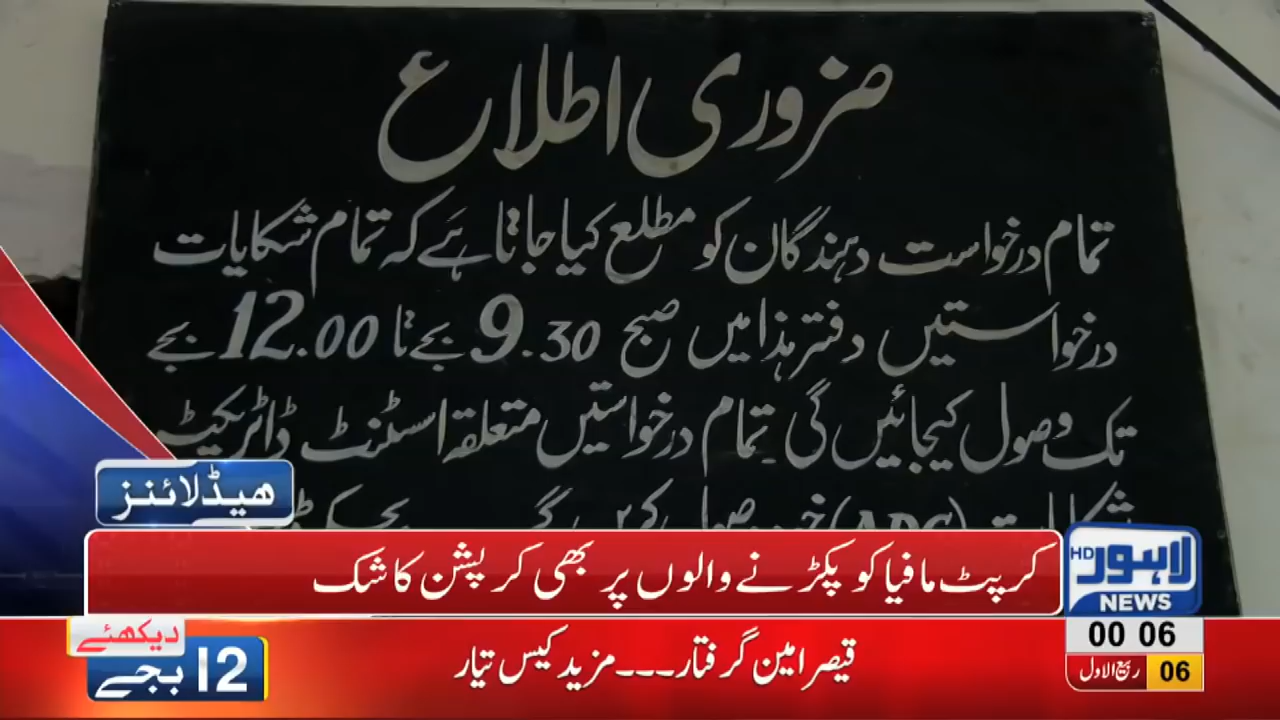 ضروری اطلاع
تمام درخواست دہندگان کو مطلع کیا جاتا ہے کہ تمام شکایات
درخواستیں دفتر ہذا میں صبح 9.30 بجے تا 12.00 بجے
تک وصول کیجائیں گی۔ تمام درخواستیں متعلقہ اسسٹنٹ ڈائریکٹر
ھیڈلائنز
کرپٹ مافیا کو پکڑنے والوں پر بھی کرپشن کا شک
HD لاہور
NEWS
00 06
06 ربیع الاول
قیصر امین گرفتار۔۔۔ مزید کیس تیار
دیکھئے
12 بجے